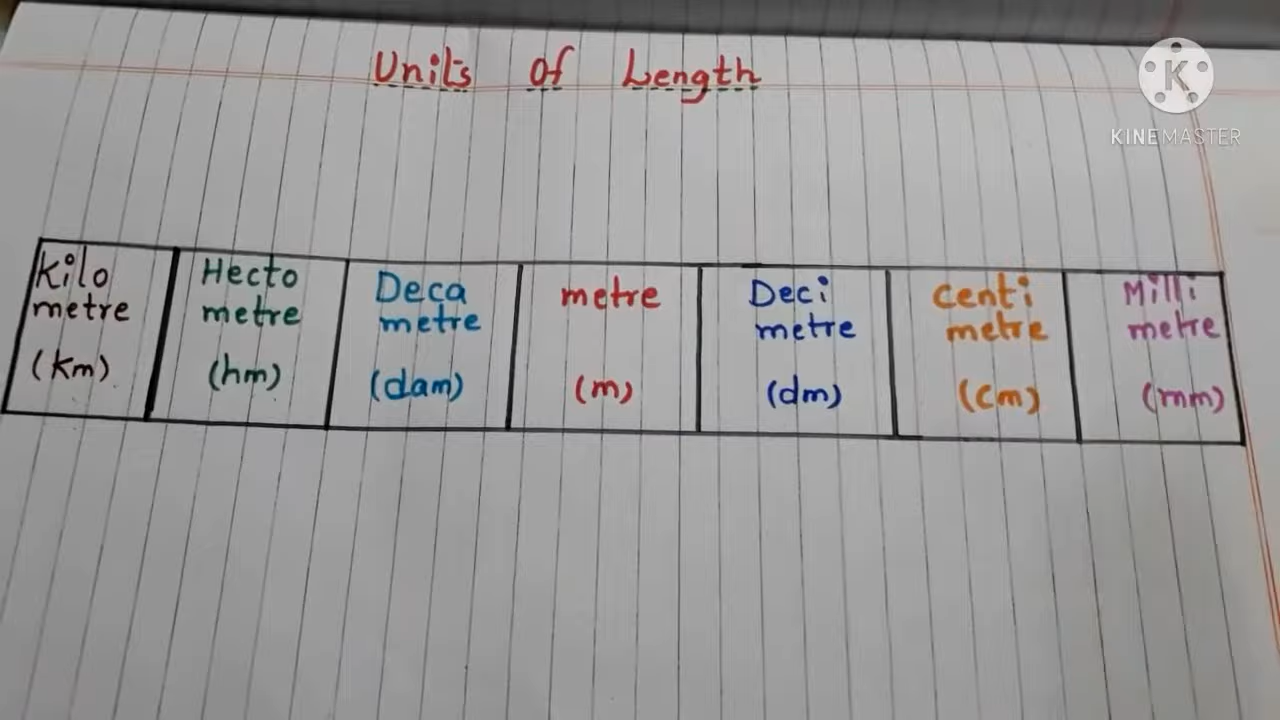 Units of Length
KINEMASTER
Kilo
metre
(km)
Hecto
metre
(hm)
Deca
metre
(dam)
metre
(m)
Deci
metre
(dm)
centi
metre
(cm)
Milli
metre
(mm)